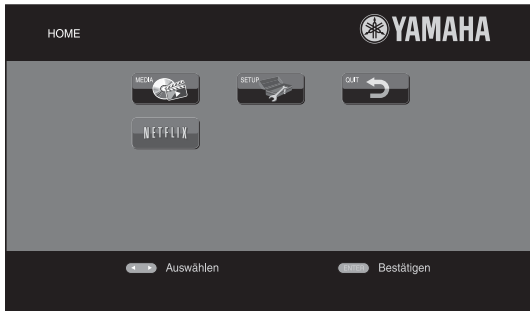 HOME
YAMAHA
MEDIA
SETUP
QUIT
NETFLIX
Auswählen
ENTER
Bestätigen